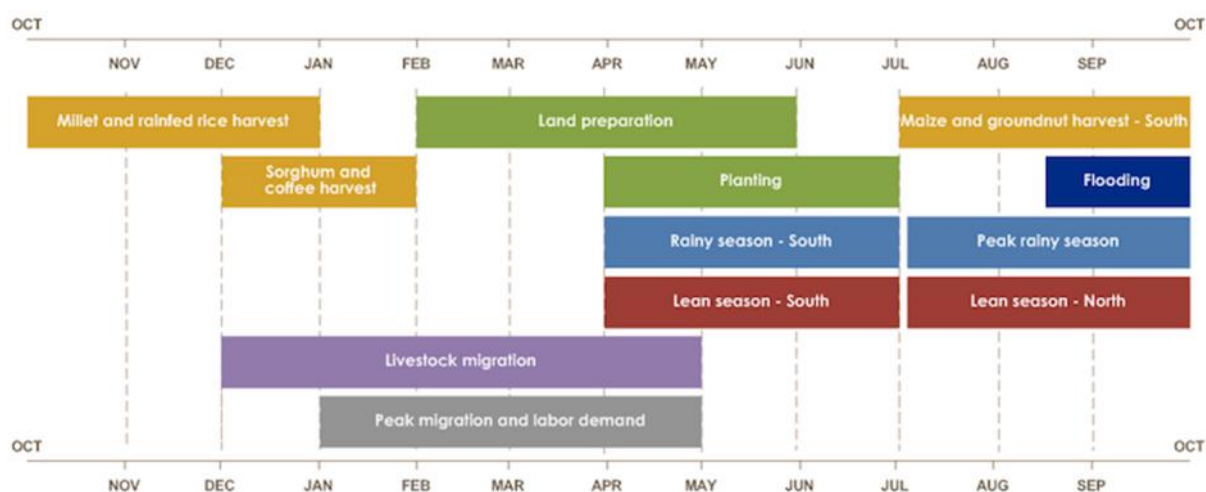 OCT OCT
NOV DEC JAN FEB MAR APR MAY JUN JUL AUG SEP
Millet and rainfed rice harvest
Land preparation
Maize and groundnut harvest - South
Sorghum and
coffee harvest
Planting
Flooding
Rainy season - South
Peak rainy season
Lean season - South
Lean season - North
Livestock migration
Peak migration and labor demand
OCT OCT
NOV DEC JAN FEB MAR APR MAY JUN JUL AUG SEP